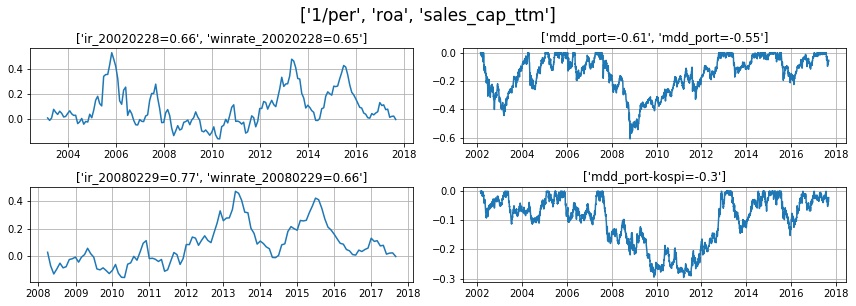 ['1/per', 'roa', 'sales_cap_ttm']
['ir_20020228=0.66', 'winrate_20020228=0.65']
0.4
0.2
0.0
2004 2006 2008 2010 2012 2014 2016 2018
['mdd_port=-0.61', 'mdd_port=-0.55']
0.0
−0.2
−0.4
−0.6
2002 2004 2006 2008 2010 2012 2014 2016 2018
['ir_20080229=0.77', 'winrate_20080229=0.66']
0.4
0.2
0.0
2008 2009 2010 2011 2012 2013 2014 2015 2016 2017 2018
['mdd_port-kospi=-0.3']
0.0
−0.1
−0.2
−0.3
2002 2004 2006 2008 2010 2012 2014 2016 2018